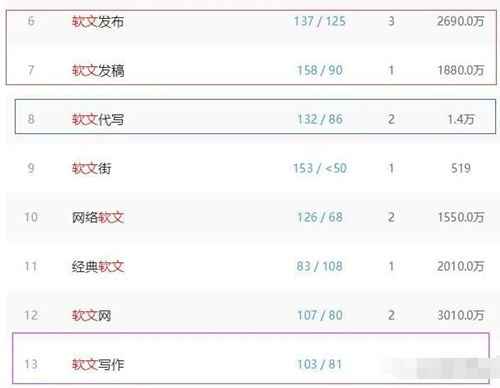 6 软文发布 137 / 125 3 2690.0万
7 软文发稿 158 / 90 1 1880.0万
8 软文代写 132 / 86 2 1.4万
9 软文街 153 / <50 1 519
10 网络软文 126 / 68 2 1550.0万
11 经典软文 83 / 108 1 2010.0万
12 软文网 107 / 80 2 3010.0万
13 软文写作 103 / 81